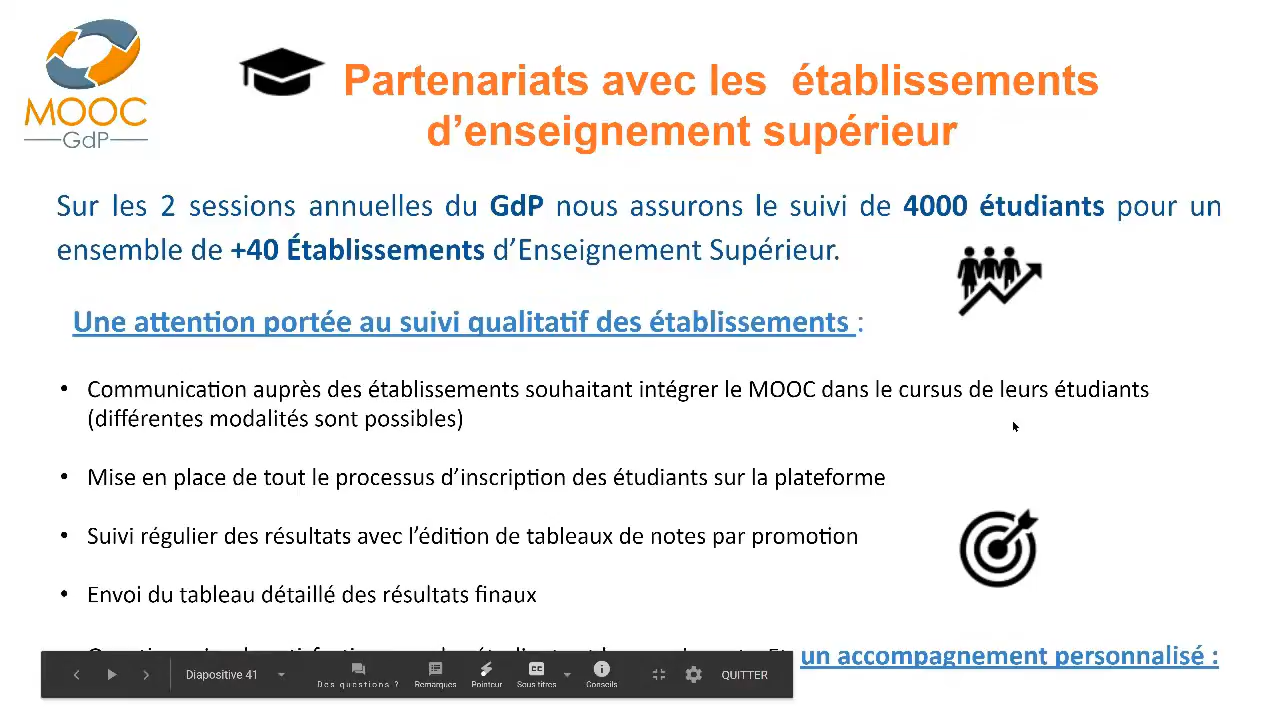 MOOC
GdP
Partenariats avec les établissements
d’enseignement supérieur
Sur les 2 sessions annuelles du GdP nous assurons le suivi de 4000 étudiants pour un
ensemble de +40 Établissements d’Enseignement Supérieur.
Une attention portée au suivi qualitatif des établissements :
• Communication auprès des établissements souhaitant intégrer le MOOC dans le cursus de leurs étudiants
(différentes modalités sont possibles)
• Mise en place de tout le processus d’inscription des étudiants sur la plateforme
• Suivi régulier des résultats avec l’édition de tableaux de notes par promotion
• Envoi du tableau détaillé des résultats finaux
un accompagnement personnalisé :
Diapositive 41
Des questions ?
Remarques
Pointeur
CC
Sous titres
Conseils
QUITTER